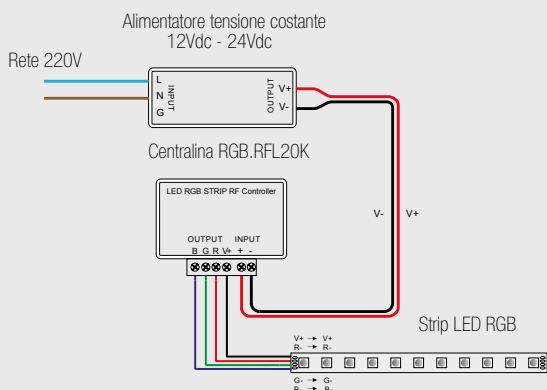 Alimentatore tensione costante
12Vdc - 24Vdc
Rete 220V
L
N
G
INPUT
OUTPUT
V+
V-
Centralina RGB.RFL20K
LED RGB STRIP RF Controller
OUTPUT INPUT
B G R V+ + -
V- V+
Strip LED RGB
V+ → V+
R- → R-
G- → G-
B- → B-